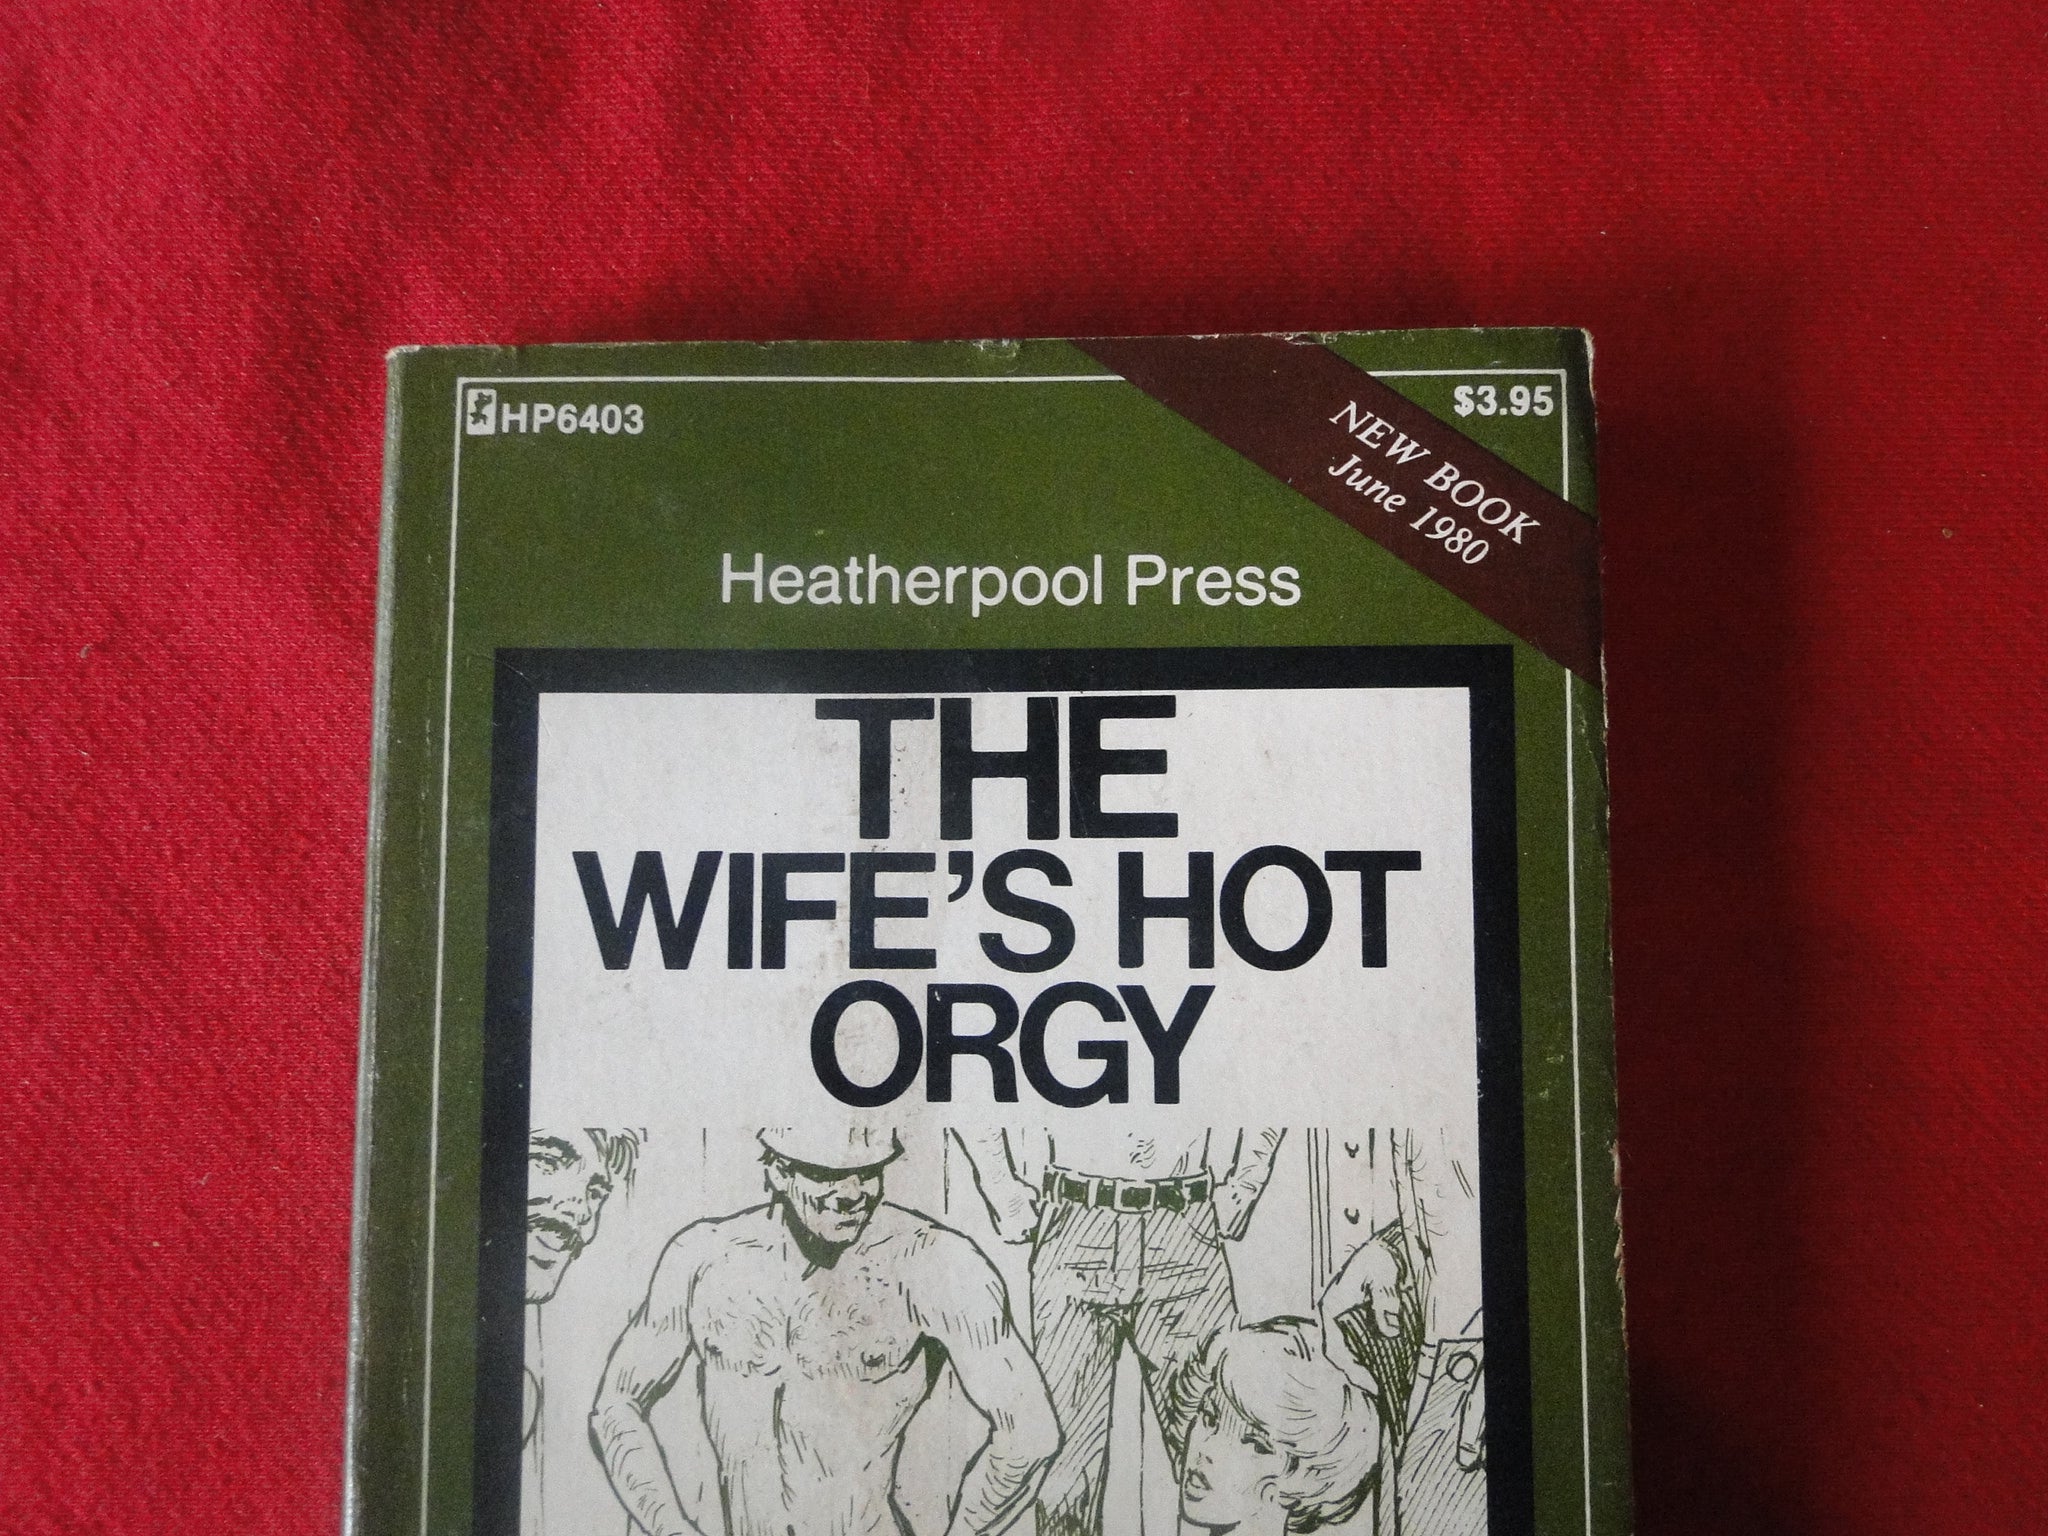 HP6403
$3.95
NEW BOOK
June 1980
Heatherpool Press
THE
WIFE'S HOT
ORGY